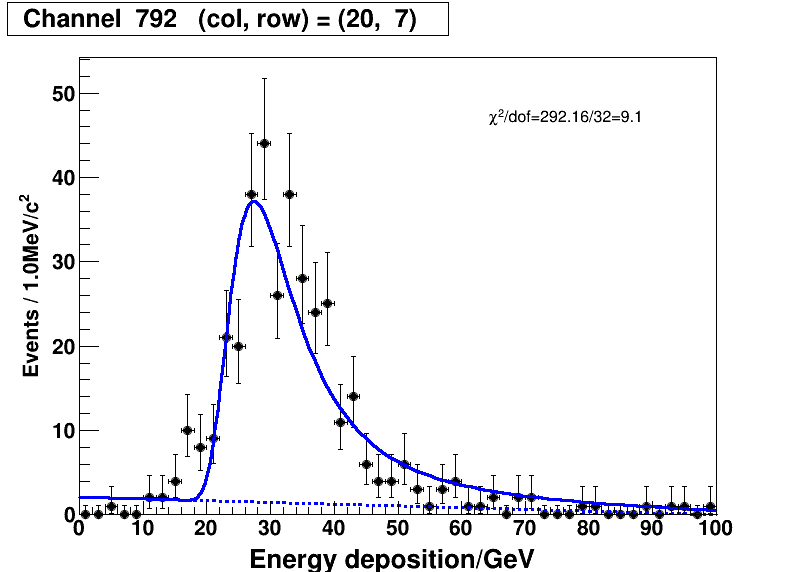 Channel 792 (col, row) = (20, 7)
χ²/dof=292.16/32=9.1
Events / 1.0MeV/c²
50
40
30
20
10
0
0 10 20 30 40 50 60 70 80 90 100
Energy deposition/GeV